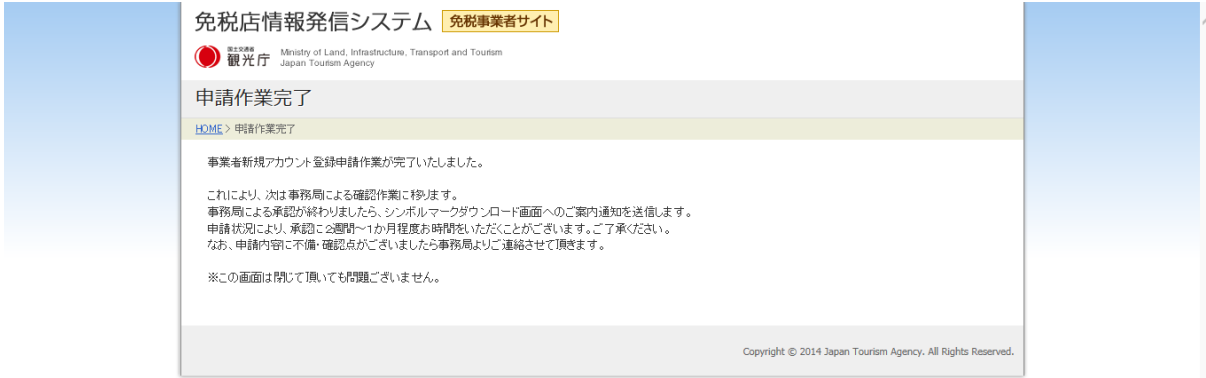 免税店情報発信システム 免税事業者サイト
国土交通省
観光庁 Ministry of Land, Infrastructure, Transport and Tourism
Japan Tourism Agency
申請作業完了
HOME > 申請作業完了
事業者新規アカウント登録申請作業が完了いたしました。
これにより、次は事務局による確認作業に移ります。
事務局による承認が終わりましたら、シンボルマークダウンロード画面へのご案内通知を送信します。
申請状況により、承認に2週間～1か月程度お時間をいただくことがございます。ご了承ください。
なお、申請内容に不備・確認点がございましたら事務局よりご連絡させて頂きます。
※この画面は閉じて頂いても問題ございません。
Copyright © 2014 Japan Tourism Agency. All Rights Reserved.